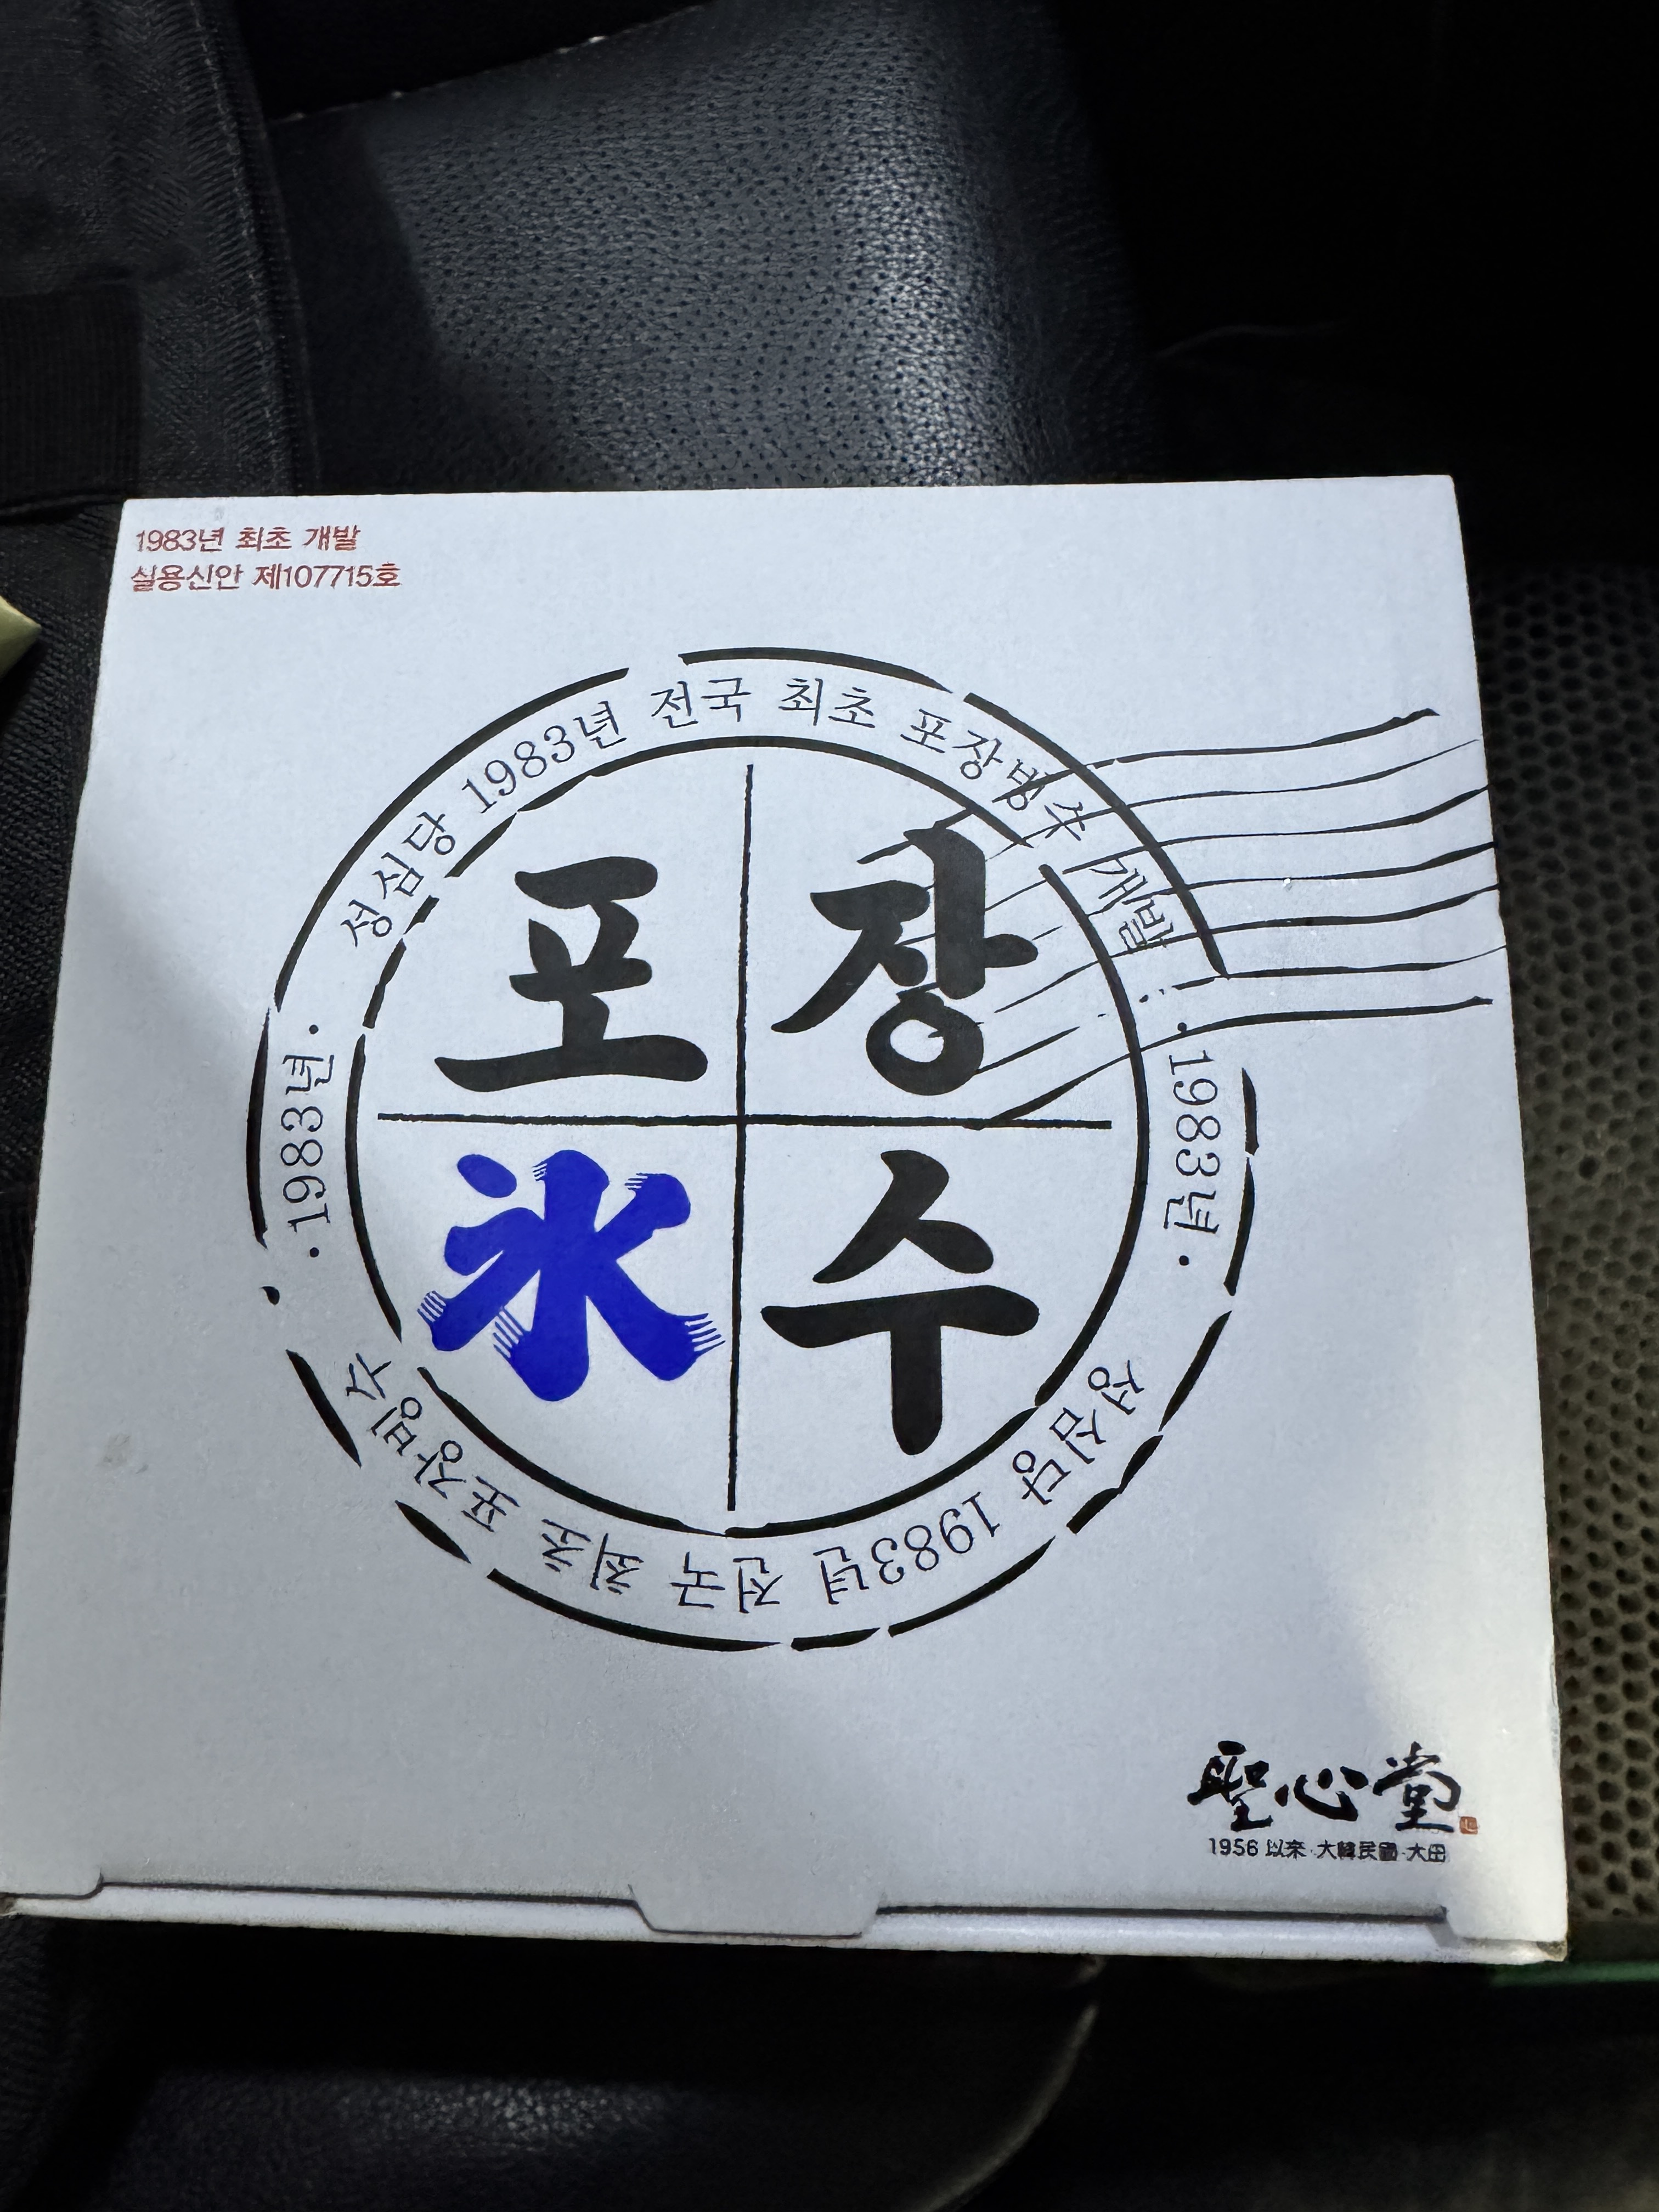 1983년 최초 개발
실용신안 제107715호
성심당 1983년 전국 최초 포장빙수 개발
·1983년·
포장
氷수
·1983년·
성심당 1983년 전국 최초 포장빙수
聖心堂
1956 以來·大韓民國·大田